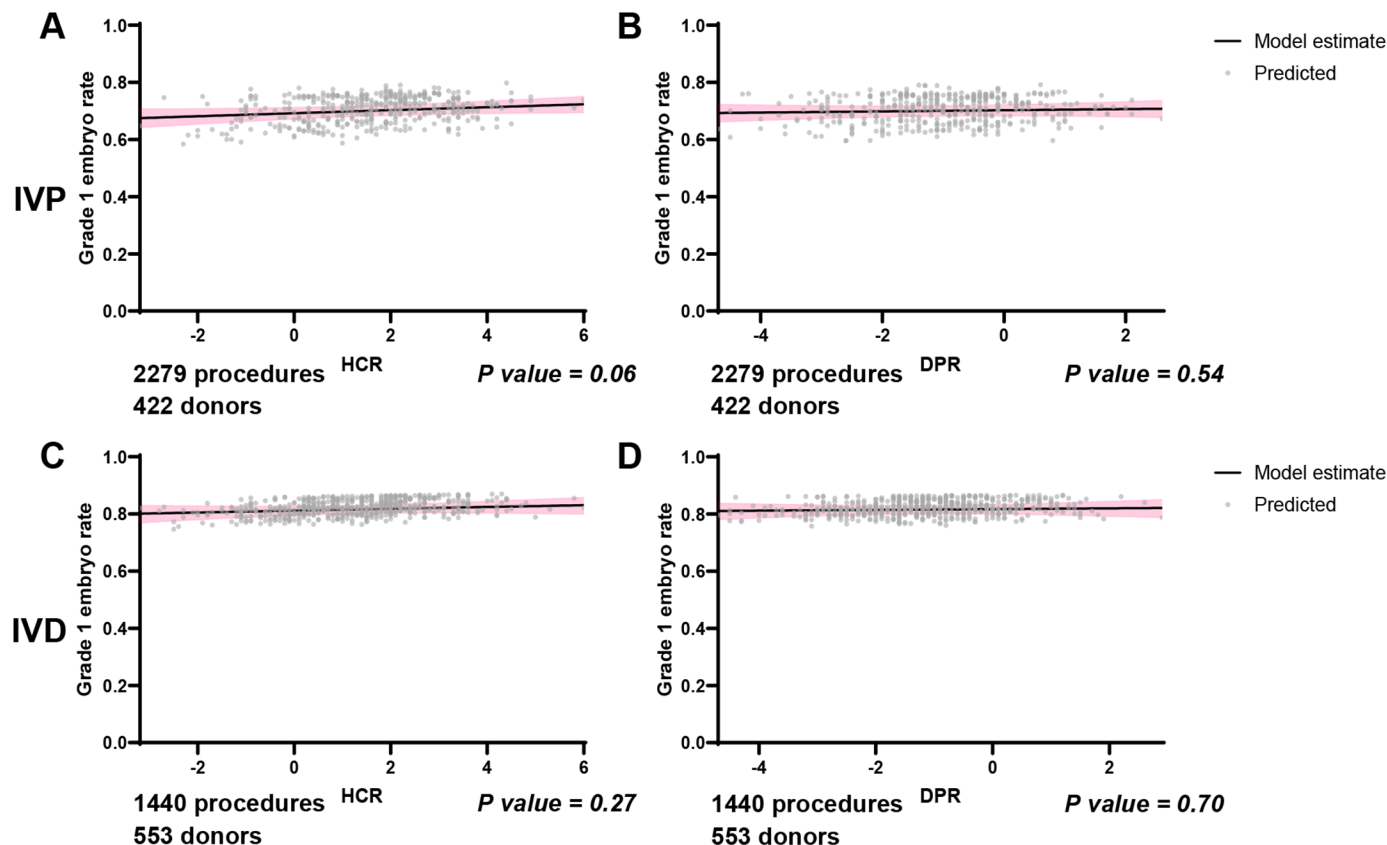 A
B
Model estimate
Predicted
IVP
Grade 1 embryo rate
1.0
0.8
0.6
0.4
0.2
0.0
-2
0
2
4
6
HCR
2279 procedures
422 donors
P value = 0.06
Grade 1 embryo rate
1.0
0.8
0.6
0.4
0.2
0.0
-4
-2
0
2
DPR
2279 procedures
422 donors
P value = 0.54
C
D
Model estimate
Predicted
IVD
Grade 1 embryo rate
1.0
0.8
0.6
0.4
0.2
0.0
-2
0
2
4
6
HCR
1440 procedures
553 donors
P value = 0.27
Grade 1 embryo rate
1.0
0.8
0.6
0.4
0.2
0.0
-4
-2
0
2
DPR
1440 procedures
553 donors
P value = 0.70